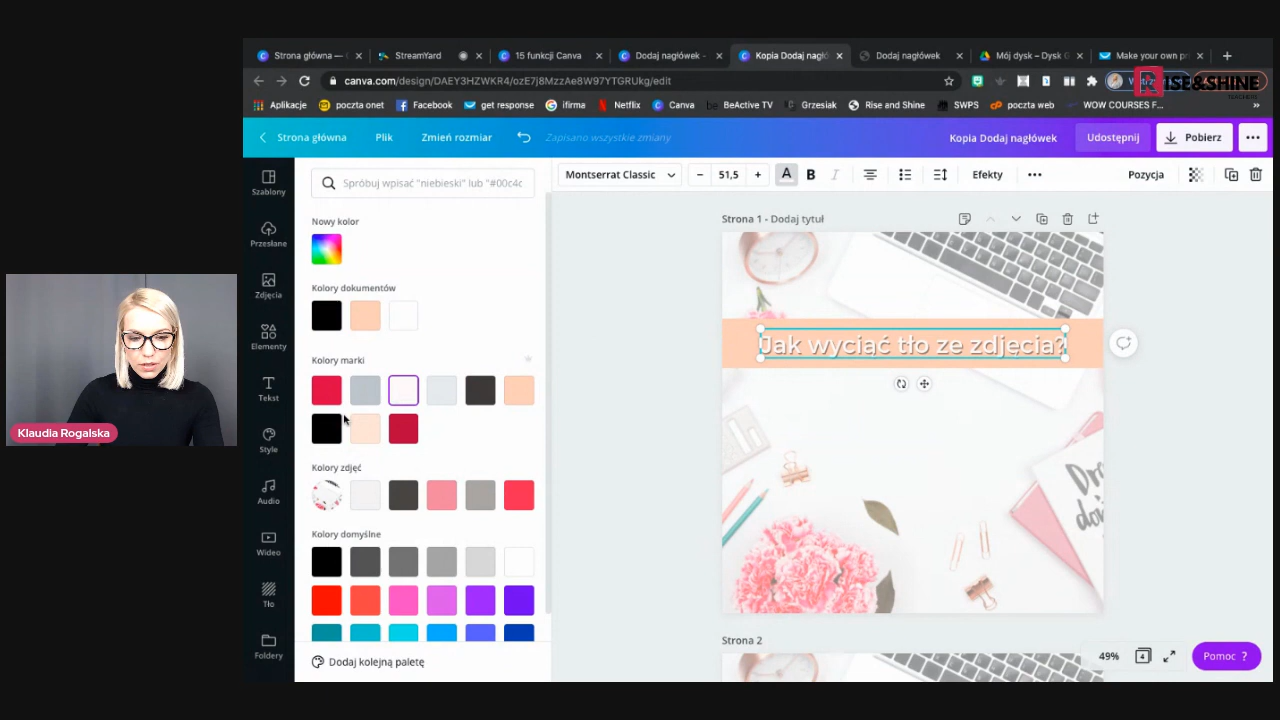 Strona główna —
StreamYard
15 funkcji Canva
Dodaj nagłówek -
Kopia Dodaj nagłó
Dodaj nagłówek
Mój dysk – Dysk G
Make your own p
canva.com/design/DAEY3HZWKR4/ozE7j8MzzAe8W97YTGRUkg/edit
RISE&SHINE
TEACHERS
Aplikacje
poczta onet
Facebook
get response
ifirma
Netflix
Canva
BeActive TV
Grzesiak
Rise and Shine
SWPS
poczta web
WOW COURSES F...
Strona główna
Plik
Zmień rozmiar
Zapisano wszystkie zmiany
Kopia Dodaj nagłówek
Udostępnij
Pobierz
Szablony
Przesłane
Zdjęcia
Elementy
Tekst
Style
Audio
Wideo
Tło
Foldery
Spróbuj wpisać "niebieski" lub "#00c4c
Nowy kolor
Kolory dokumentów
Kolory marki
Kolory zdjęć
Kolory domyślne
Dodaj kolejną paletę
Montserrat Classic
– 51,5 +
A
B
I
Efekty
Pozycja
Strona 1 - Dodaj tytuł
Jak wyciąć tło ze zdjęcia?
Strona 2
49%
4
Pomoc ?
Klaudia Rogalska